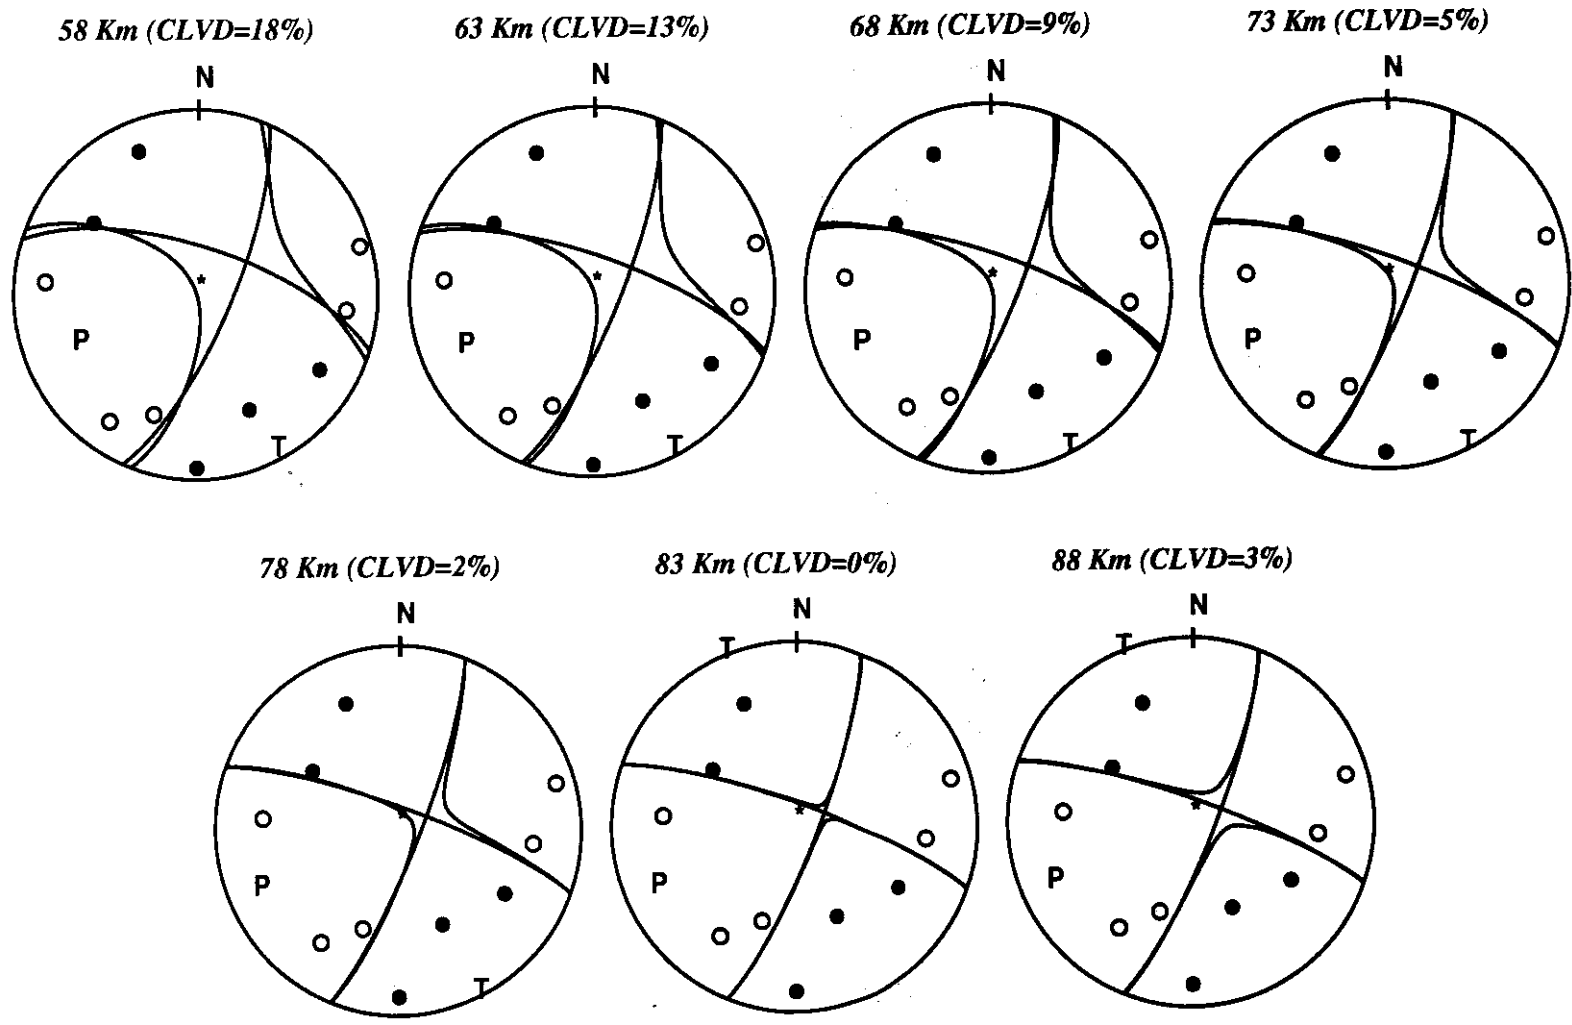 58 Km (CLVD=18%)
63 Km (CLVD=13%)
68 Km (CLVD=9%)
73 Km (CLVD=5%)
N
N
N
N
P
P
P
P
T
T
T
T
78 Km (CLVD=2%)
83 Km (CLVD=0%)
88 Km (CLVD=3%)
N
N
N
T
T
P
P
P
T